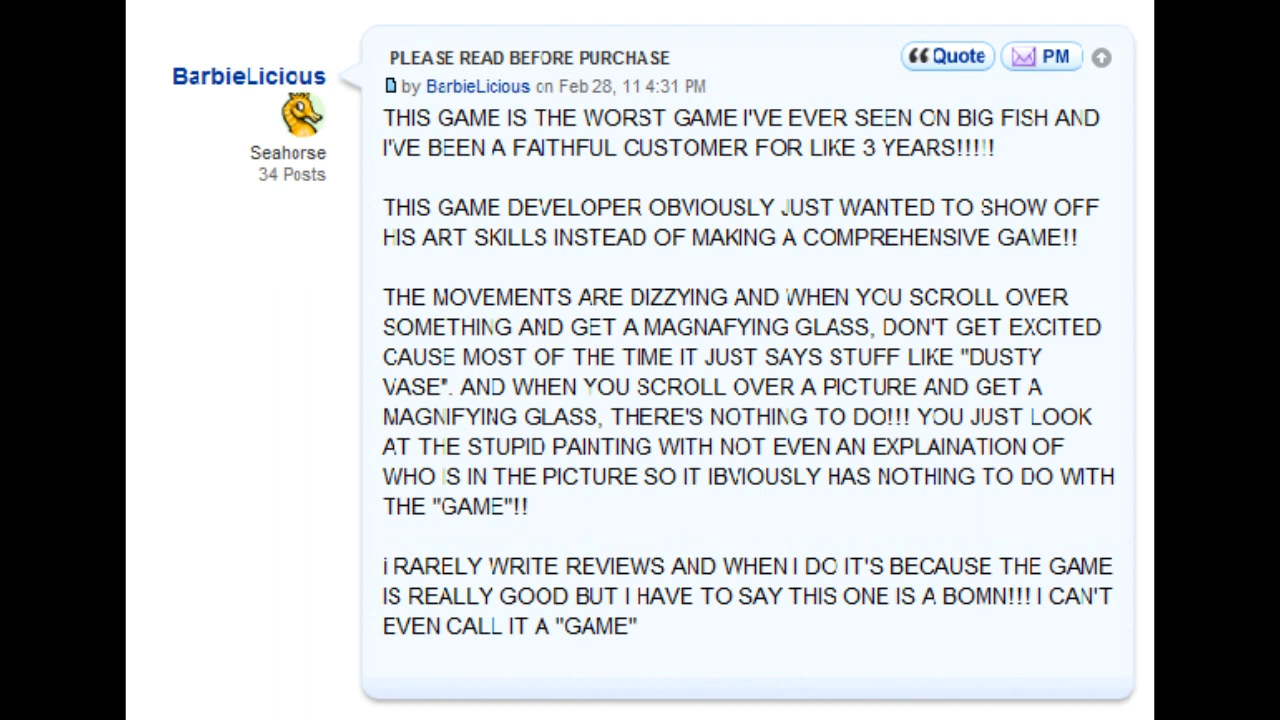 PLEASE READ BEFORE PURCHASE
Quote
PM
BarbieLicious
by BarbieLicious on Feb 28, 11 4:31 PM
Seahorse
34 Posts
THIS GAME IS THE WORST GAME I'VE EVER SEEN ON BIG FISH AND
I'VE BEEN A FAITHFUL CUSTOMER FOR LIKE 3 YEARS!!!!!
THIS GAME DEVELOPER OBVIOUSLY JUST WANTED TO SHOW OFF
HIS ART SKILLS INSTEAD OF MAKING A COMPREHENSIVE GAME!!
THE MOVEMENTS ARE DIZZYING AND WHEN YOU SCROLL OVER
SOMETHING AND GET A MAGNAFYING GLASS, DON'T GET EXCITED
CAUSE MOST OF THE TIME IT JUST SAYS STUFF LIKE "DUSTY
VASE". AND WHEN YOU SCROLL OVER A PICTURE AND GET A
MAGNIFYING GLASS, THERE'S NOTHING TO DO!!! YOU JUST LOOK
AT THE STUPID PAINTING WITH NOT EVEN AN EXPLAINATION OF
WHO IS IN THE PICTURE SO IT IBVIOUSLY HAS NOTHING TO DO WITH
THE "GAME"!!
i RARELY WRITE REVIEWS AND WHEN I DO IT'S BECAUSE THE GAME
IS REALLY GOOD BUT I HAVE TO SAY THIS ONE IS A BOMN!!! I CAN'T
EVEN CALL IT A "GAME"